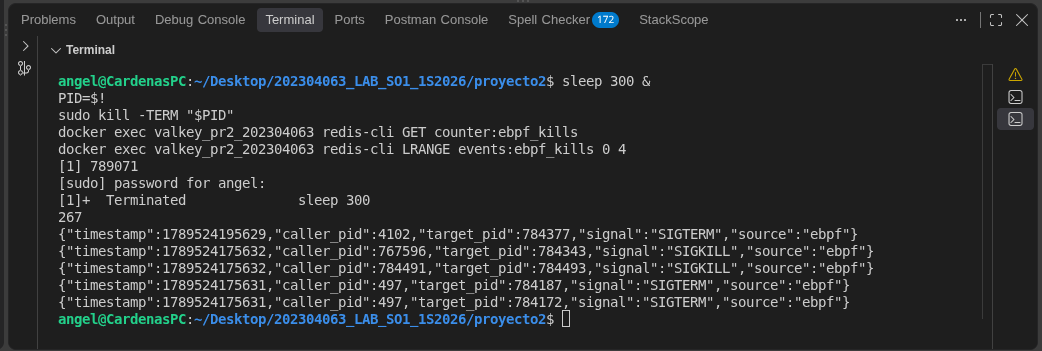 Problems Output Debug Console Terminal Ports Postman Console Spell Checker 172 StackScope
Terminal
angel@CardenasPC:~/Desktop/202304063_LAB_SO1_1S2026/proyecto2$ sleep 300 &
PID=$!
sudo kill -TERM "$PID"
docker exec valkey_pr2_202304063 redis-cli GET counter:ebpf_kills
docker exec valkey_pr2_202304063 redis-cli LRANGE events:ebpf_kills 0 4
[1] 789071
[sudo] password for angel:
[1]+  Terminated              sleep 300
267
{"timestamp":1789524195629,"caller_pid":4102,"target_pid":784377,"signal":"SIGTERM","source":"ebpf"}
{"timestamp":1789524175632,"caller_pid":767596,"target_pid":784343,"signal":"SIGKILL","source":"ebpf"}
{"timestamp":1789524175632,"caller_pid":784491,"target_pid":784493,"signal":"SIGKILL","source":"ebpf"}
{"timestamp":1789524175631,"caller_pid":497,"target_pid":784187,"signal":"SIGTERM","source":"ebpf"}
{"timestamp":1789524175631,"caller_pid":497,"target_pid":784172,"signal":"SIGTERM","source":"ebpf"}
angel@CardenasPC:~/Desktop/202304063_LAB_SO1_1S2026/proyecto2$